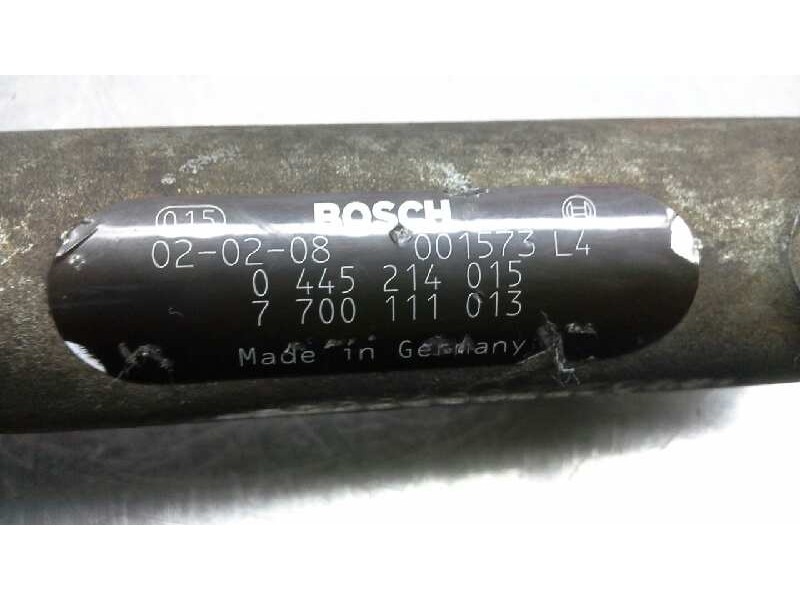 015 BOSCH
02-02-08 001573 L4
0 445 214 015
7 700 111 013
Made in Germany